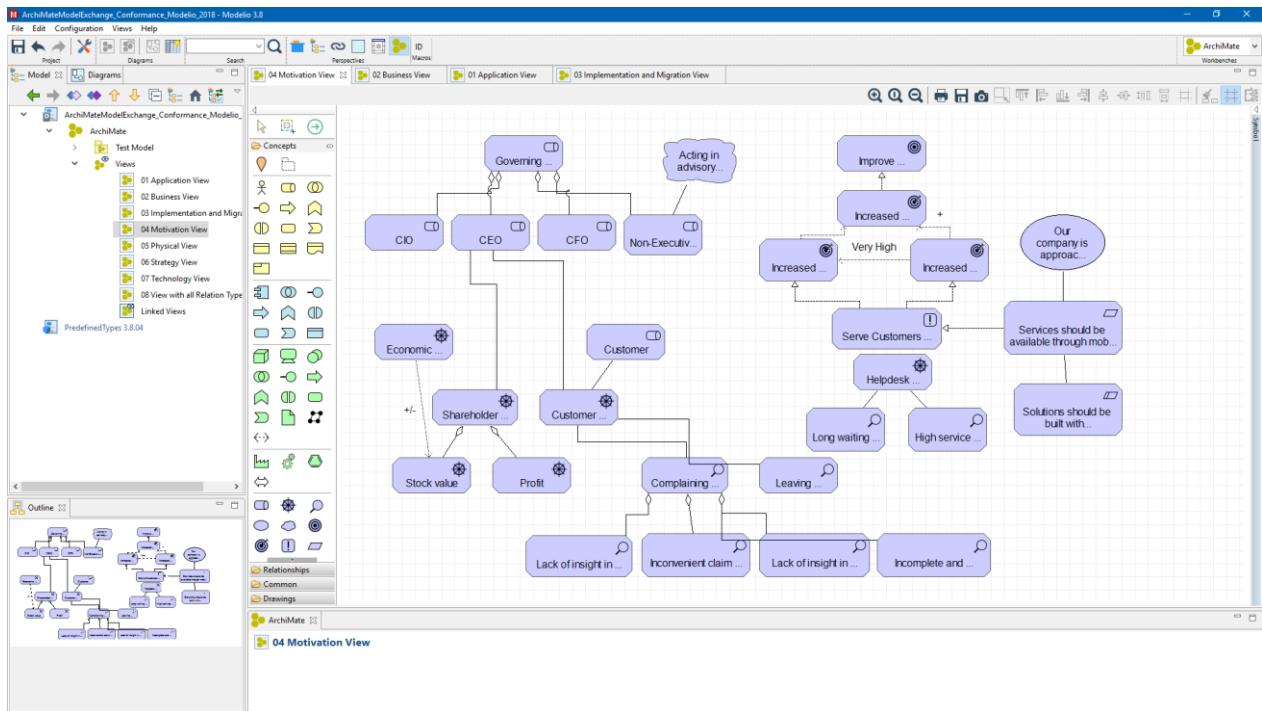 ArchiMateModelExchange_Conformance_Modelio_2018 - Modelio 3.8
File Edit Configuration Views Help
Project
Diagrams
Search
Perspectives
ID
Macros
ArchiMate
Workbenches
Model
Diagrams
ArchiMateModelExchange_Conformance_Modelio_
ArchiMate
Test Model
Views
01 Application View
02 Business View
03 Implementation and Migra
04 Motivation View
05 Physical View
06 Strategy View
07 Technology View
08 View with all Relation Type
Linked Views
PredefinedTypes 3.8.04
Outline
04 Motivation View
02 Business View
01 Application View
03 Implementation and Migration View
Concepts
Relationships
Common
Drawings
Symbol
Governing ...
Acting in
advisory...
Improve ...
Increased ...
+
CIO
CEO
CFO
Non-Executiv...
Very High
Increased ...
Increased ...
Our
company is
approac...
Serve Customers ...
Services should be
available through mob...
Economic ...
Customer
Helpdesk ...
+/-
Shareholder ...
Customer ...
Long waiting ...
High service ...
Solutions should be
built with...
Stock value
Profit
Complaining ...
Leaving ...
Lack of insight in ...
Inconvenient claim ...
Lack of insight in ...
Incomplete and ...
ArchiMate
04 Motivation View